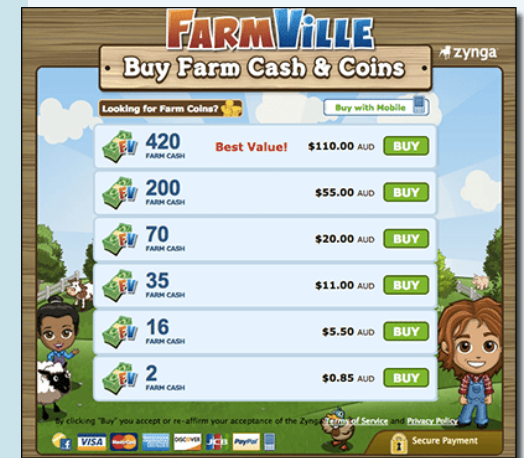 FARMVILLE
zynga
Buy Farm Cash & Coins
Looking for Farm Coins?
Buy with Mobile
420 FARM CASH Best Value! $110.00 AUD BUY
200 FARM CASH $55.00 AUD BUY
70 FARM CASH $20.00 AUD BUY
35 FARM CASH $11.00 AUD BUY
16 FARM CASH $5.50 AUD BUY
2 FARM CASH $0.85 AUD BUY
By clicking "Buy" you accept or re-affirm your acceptance of the Zynga Terms of Service and Privacy Policy
VISA MasterCard DISCOVER JCB PayPal
Secure Payment